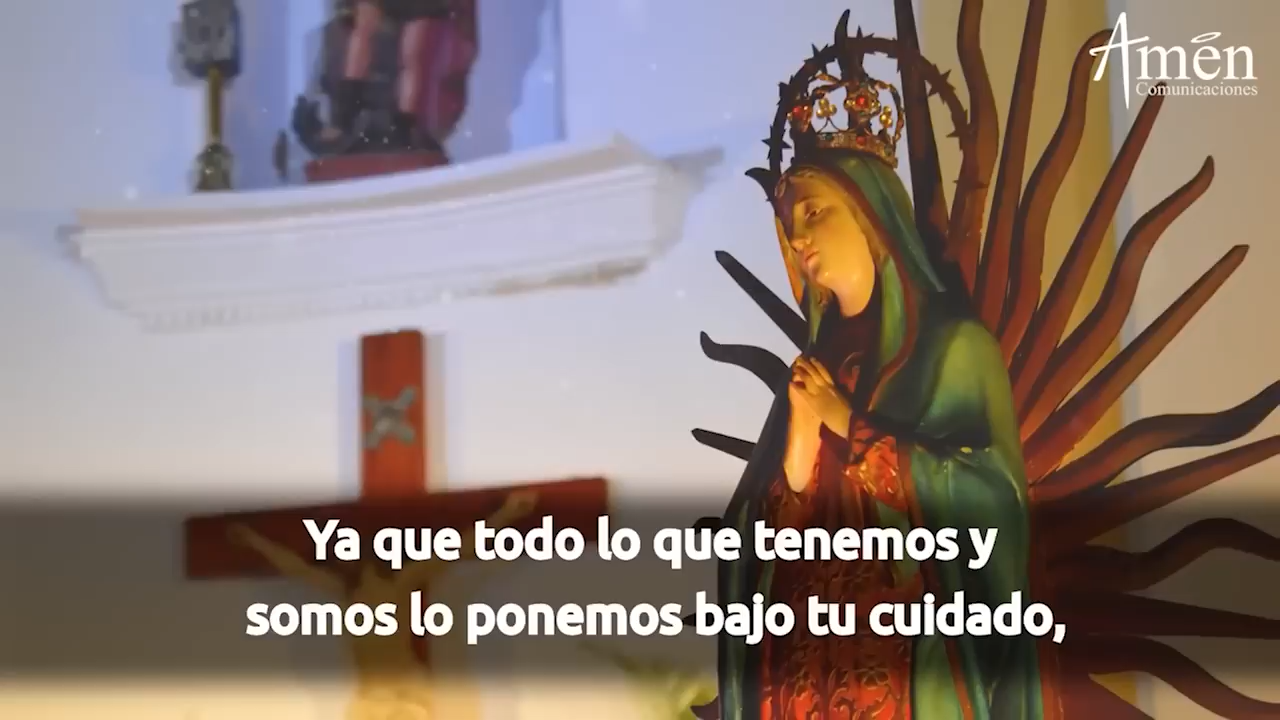 Amén
Comunicaciones
Ya que todo lo que tenemos y
somos lo ponemos bajo tu cuidado,